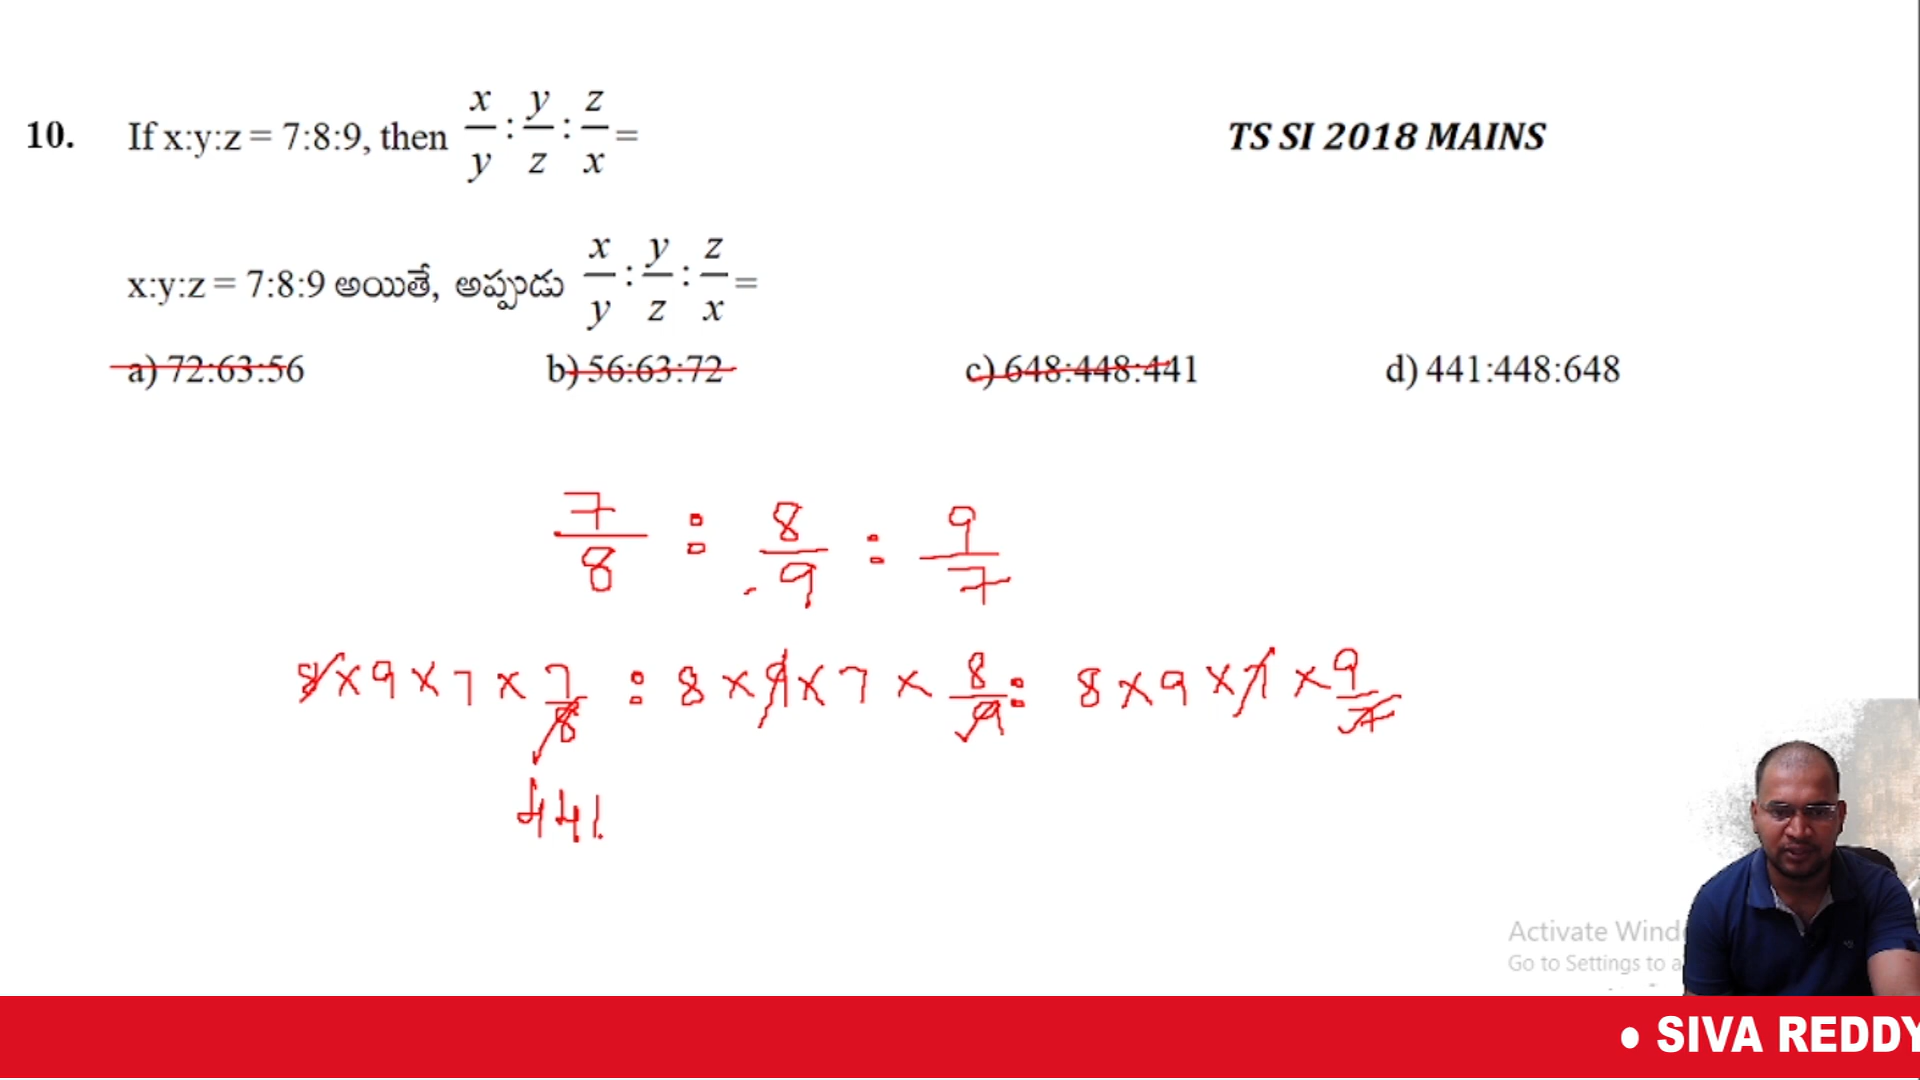 10. If x:y:z = 7:8:9, then x/y : y/z : z/x =
TS SI 2018 MAINS
x:y:z = 7:8:9 అయితే, అప్పుడు x/y : y/z : z/x =
a) 72:63:56 b) 56:63:72 c) 648:448:441 d) 441:448:648
7/8 : 8/9 : 9/7
8 × 9 × 7 × 7/8 : 8 × 9 × 7 × 8/9 : 8 × 9 × 7 × 9/7
441
Activate Wind
Go to Settings to a
• SIVA REDDY